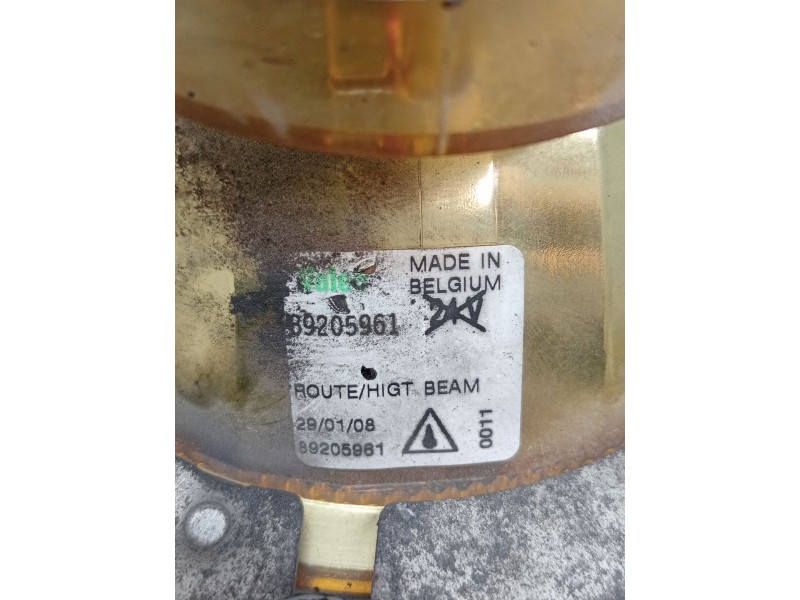 Valeo
MADE IN
BELGIUM
89205961
ROUTE/HIGT BEAM
29/01/08
89205961
0011